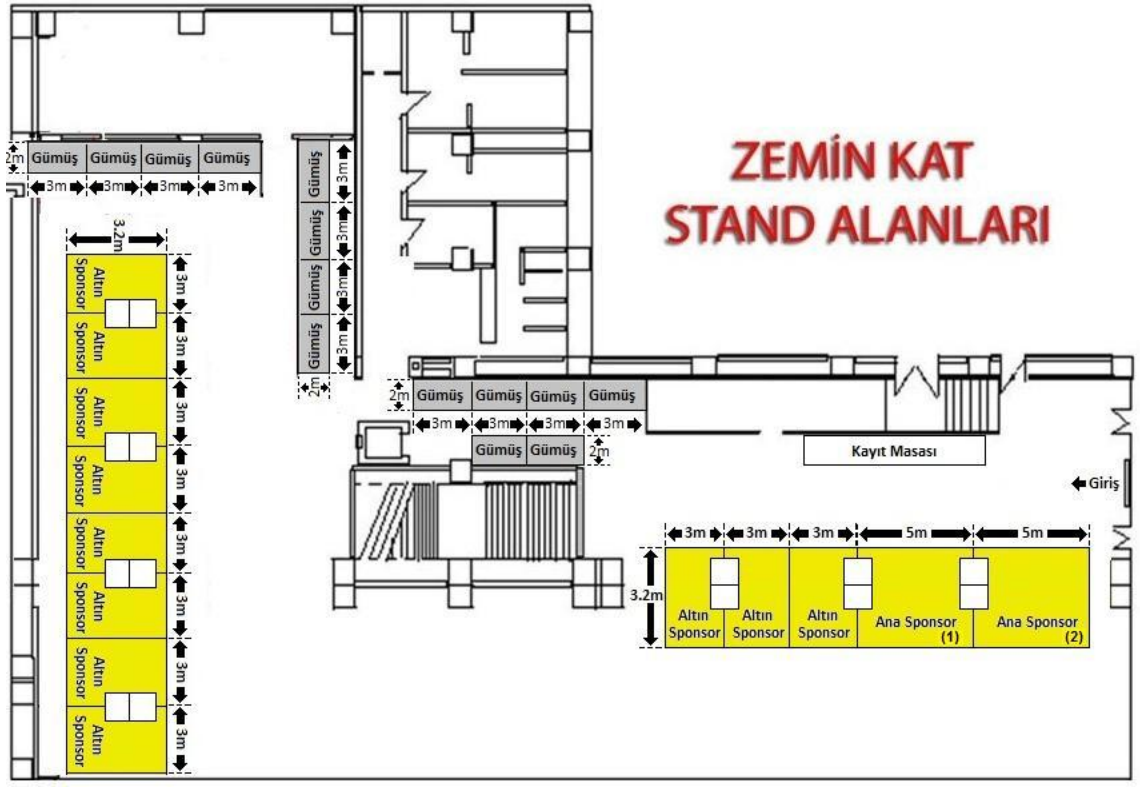 ZEMİN KAT
STAND ALANLARI
2m
Gümüş Gümüş Gümüş Gümüş
3m 3m 3m 3m
Gümüş
3m
Gümüş
3m
Gümüş
3m
Gümüş
3m
2m
3.2m
Altın
Sponsor
3m
Altın
Sponsor
3m
Altın
Sponsor
3m
Altın
Sponsor
3m
Altın
Sponsor
3m
Altın
Sponsor
3m
Altın
Sponsor
3m
Altın
Sponsor
3m
2m
Gümüş Gümüş Gümüş Gümüş
3m 3m 3m 3m
Gümüş Gümüş
2m
Kayıt Masası
Giriş
3m 3m 3m 5m 5m
3.2m
Altın
Sponsor
Altın
Sponsor
Altın
Sponsor
Ana Sponsor
(1)
Ana Sponsor
(2)